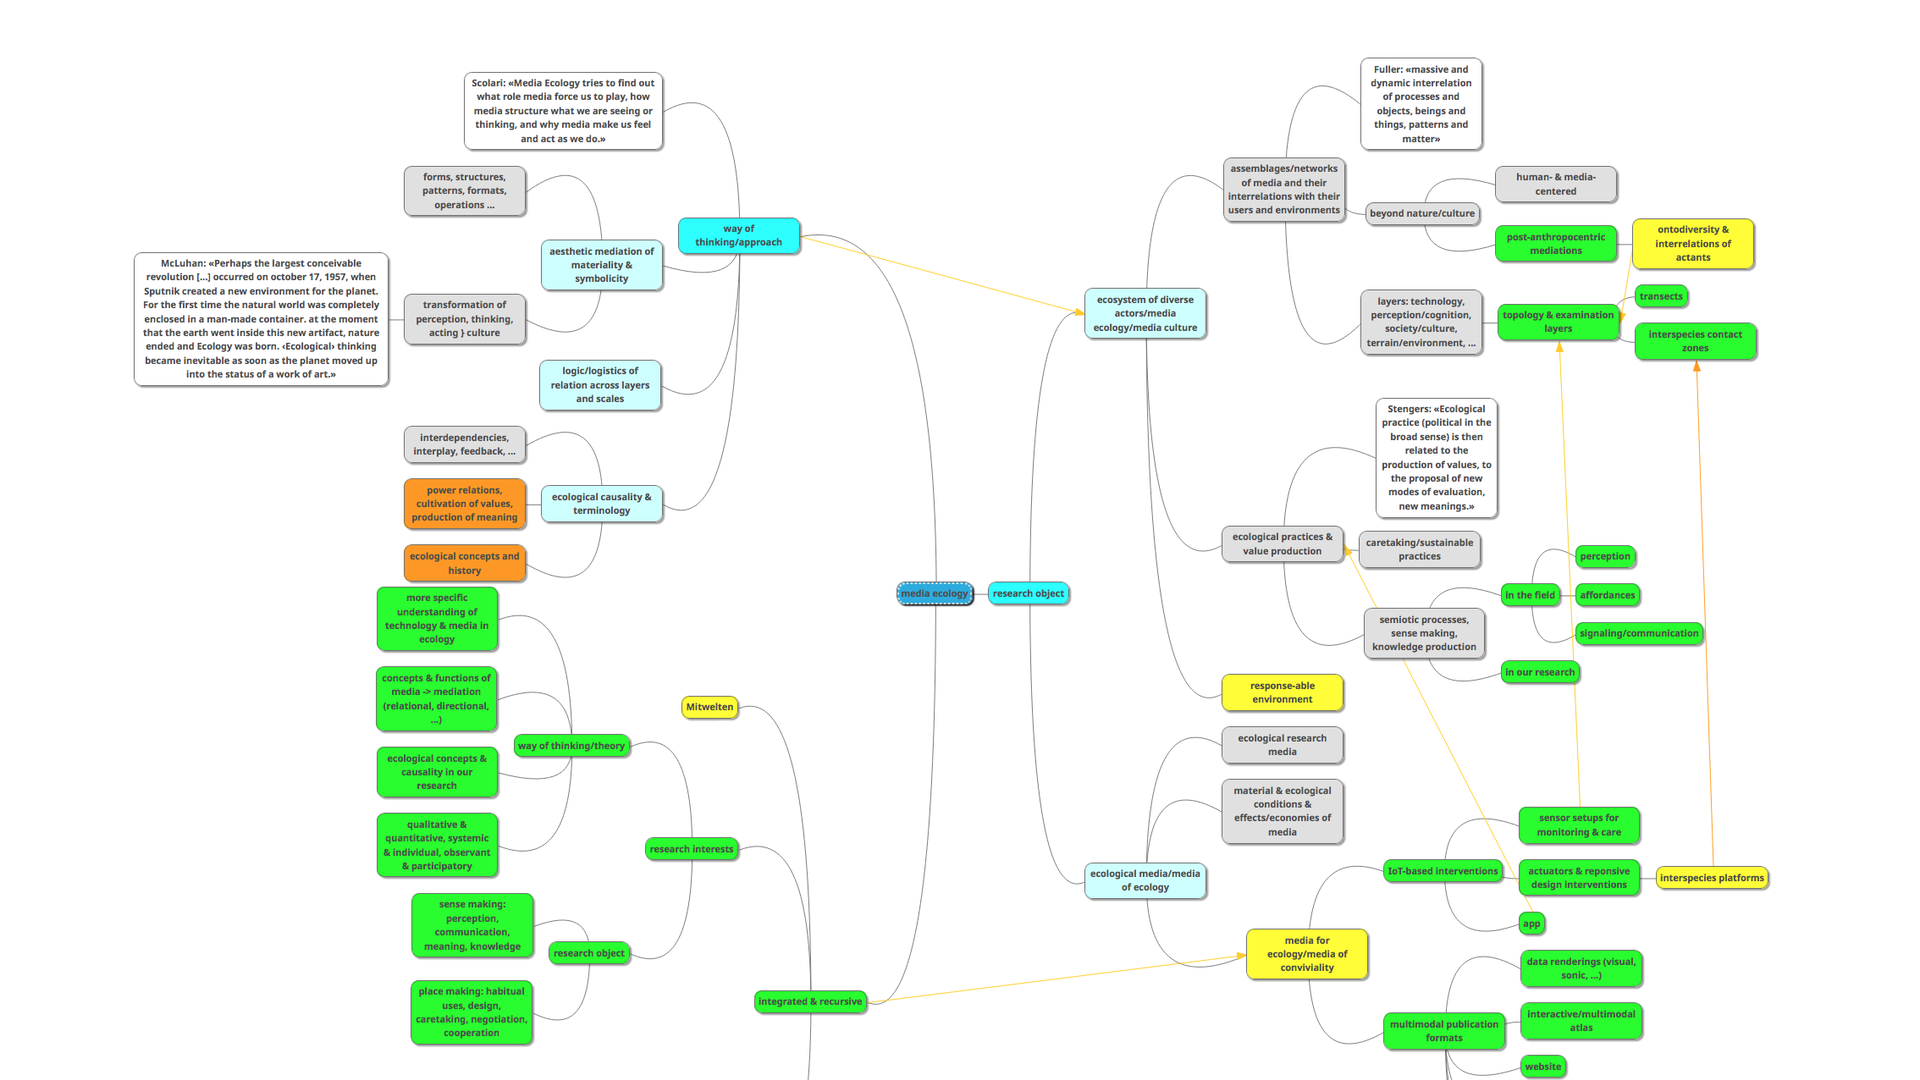 Scolari: «Media Ecology tries to find out
what role media force us to play, how
media structure what we are seeing or
thinking, and why media make us feel
and act as we do.»
forms, structures,
patterns, formats,
operations ...
way of
thinking/approach
aesthetic mediation of
materiality &
symbolicity
McLuhan: «Perhaps the largest conceivable
revolution [...] occurred on october 17, 1957, when
Sputnik created a new environment for the planet.
For the first time the natural world was completely
enclosed in a man-made container. at the moment
that the earth went inside this new artifact, nature
ended and Ecology was born. ‹Ecological› thinking
became inevitable as soon as the planet moved up
into the status of a work of art.»
transformation of
perception, thinking,
acting } culture
logic/logistics of
relation across layers
and scales
interdependencies,
interplay, feedback, ...
power relations,
cultivation of values,
production of meaning
ecological causality &
terminology
ecological concepts and
history
more specific
understanding of
technology & media in
ecology
concepts & functions of
media -> mediation
(relational, directional,
...)
way of thinking/theory
ecological concepts &
causality in our
research
qualitative &
quantitative, systemic
& individual, observant
& participatory
Mitwelten
research interests
sense making:
perception,
communication,
meaning, knowledge
research object
place making: habitual
uses, design,
caretaking, negotiation,
cooperation
integrated & recursive
media ecology
research object
Fuller: «massive and
dynamic interrelation
of processes and
objects, beings and
things, patterns and
matter»
assemblages/networks
of media and their
interrelations with their
users and environments
human- & media-
centered
beyond nature/culture
post-anthropocentric
mediations
ontodiversity &
interrelations of
actants
ecosystem of diverse
actors/media
ecology/media culture
layers: technology,
perception/cognition,
society/culture,
terrain/environment, ...
topology & examination
layers
transects
interspecies contact
zones
Stengers: «Ecological
practice (political in the
broad sense) is then
related to the
production of values, to
the proposal of new
modes of evaluation,
new meanings.»
ecological practices &
value production
caretaking/sustainable
practices
perception
in the field
affordances
semiotic processes,
sense making,
knowledge production
signaling/communication
in our research
response-able
environment
ecological research
media
material & ecological
conditions &
effects/economies of
media
sensor setups for
monitoring & care
ecological media/media
of ecology
IoT-based interventions
actuators & reponsive
design interventions
interspecies platforms
app
media for
ecology/media of
conviviality
data renderings (visual,
sonic, ...)
multimodal publication
formats
interactive/multimodal
atlas
website